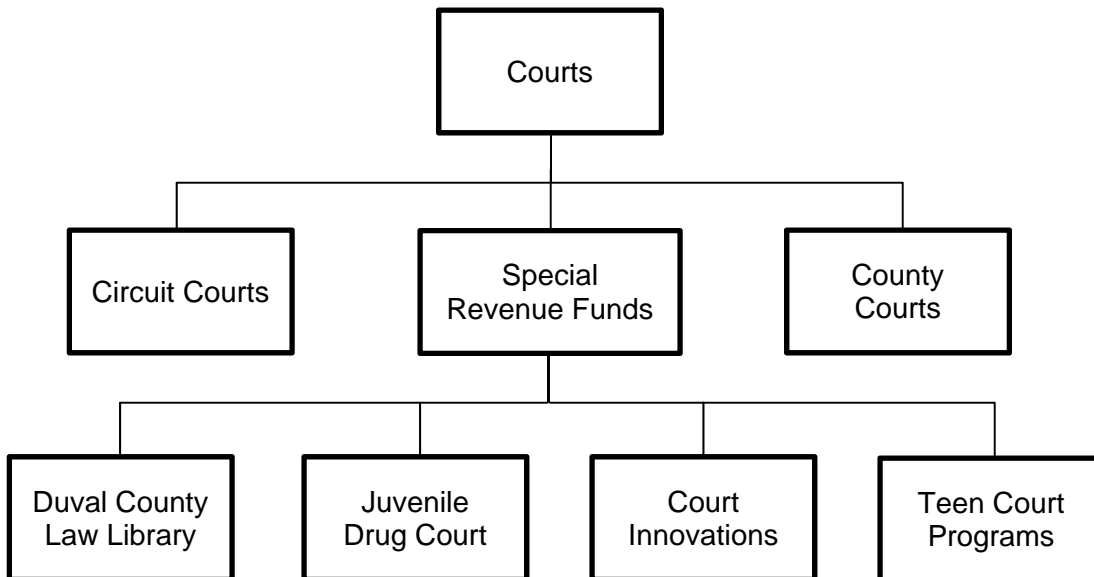 Courts
Circuit Courts
Special
Revenue Funds
County
Courts
Duval County
Law Library
Juvenile
Drug Court
Court
Innovations
Teen Court
Programs